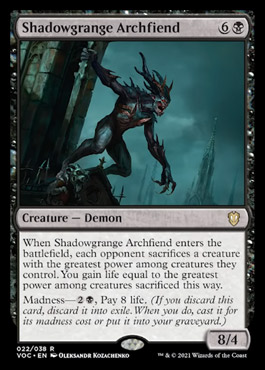 Shadowgrange Archfiend 6
Creature — Demon
When Shadowgrange Archfiend enters the
battlefield, each opponent sacrifices a creature
with the greatest power among creatures they
control. You gain life equal to the greatest
power among creatures sacrificed this way.
Madness—2, Pay 8 life. (If you discard this
card, discard it into exile. When you do, cast it for
its madness cost or put it into your graveyard.)
8/4
022/038 R
VOC • EN OLEKSANDR KOZACHENKO
™ & © 2021 Wizards of the Coast